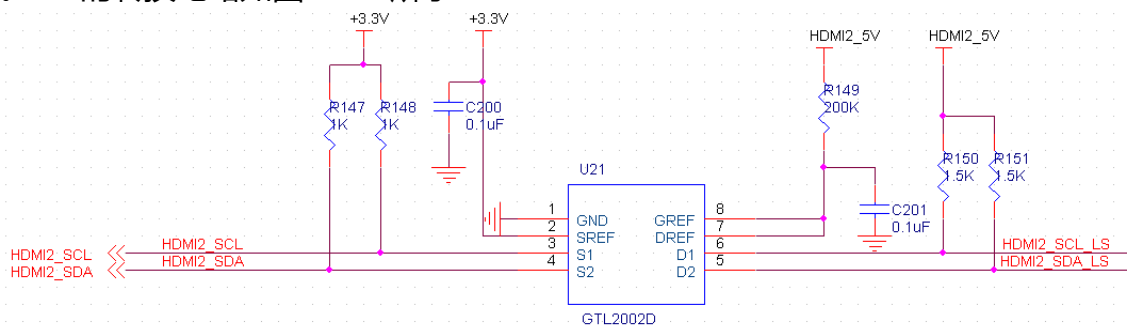 +3.3V
+3.3V
HDMI2_5V
HDMI2_5V
R147
1K
R148
1K
C200
0.1uF
R149
200K
R150
1.5K
R151
1.5K
U21
C201
0.1uF
1
GND
GREF
8
2
SREF
DREF
7
3
S1
D1
6
4
S2
D2
5
HDMI2_SCL
HDMI2_SCL
HDMI2_SCL_LS
HDMI2_SDA
HDMI2_SDA
HDMI2_SDA_LS
GTL2002D